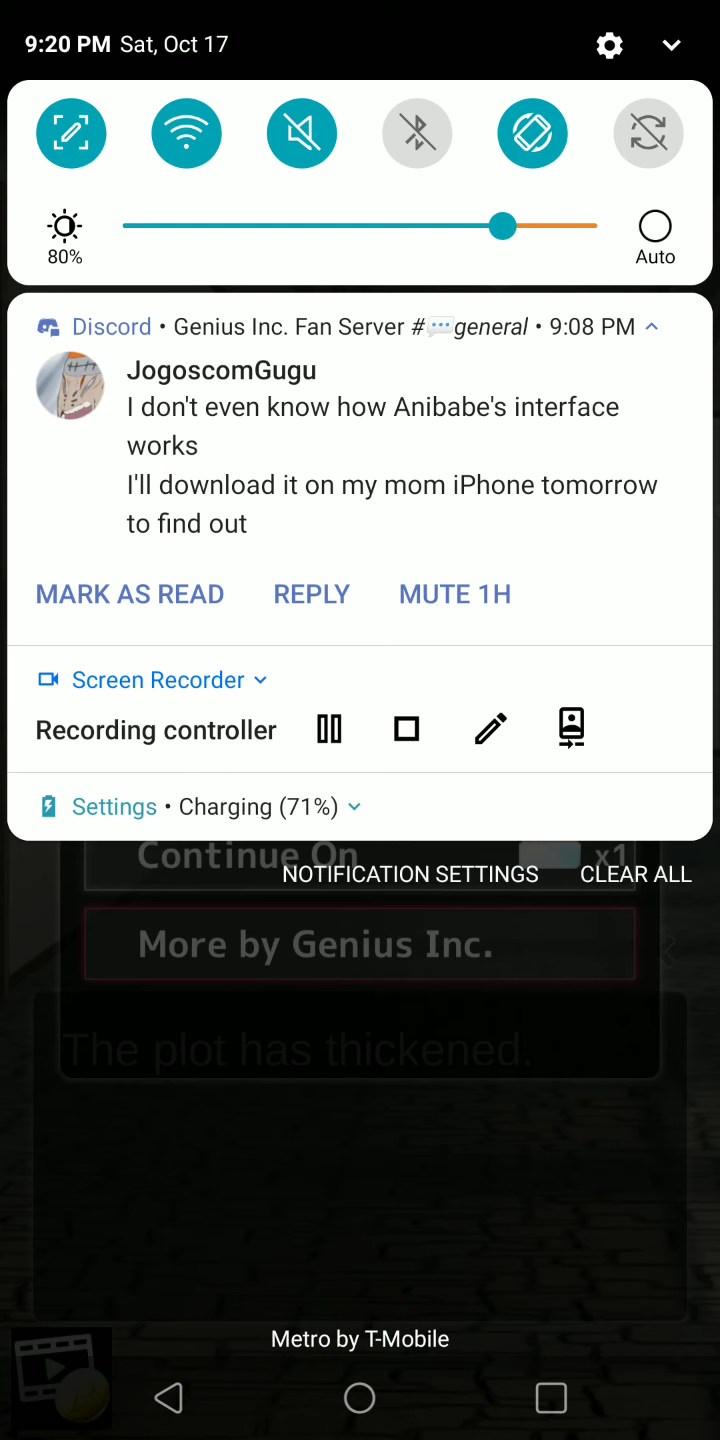 9:20 PM Sat, Oct 17
80%
Auto
Discord • Genius Inc. Fan Server #💬general • 9:08 PM
JogoscomGugu
I don't even know how Anibabe's interface
works
I'll download it on my mom iPhone tomorrow
to find out
MARK AS READ REPLY MUTE 1H
Screen Recorder
Recording controller
Settings • Charging (71%)
Continue On x1
NOTIFICATION SETTINGS CLEAR ALL
More by Genius Inc.
The plot has thickened.
Metro by T-Mobile